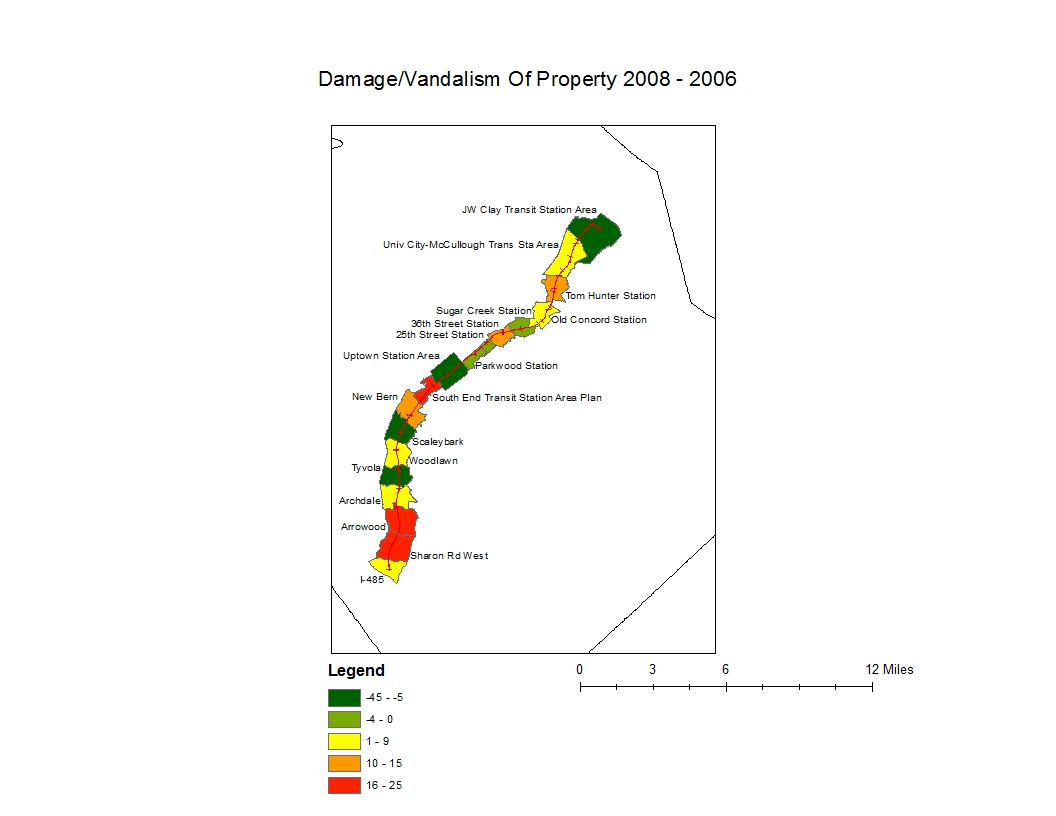 Damage/Vandalism Of Property 2008 - 2006
JW Clay Transit Station Area
Univ City-McCullough Trans Sta Area
Tom Hunter Station
Sugar Creek Station
Old Concord Station
36th Street Station
25th Street Station
Uptown Station Area
Parkwood Station
New Bern
South End Transit Station Area Plan
Scaleybark
Woodlawn
Tyvola
Archdale
Arrowood
Sharon Rd West
I-485
Legend
-45 - -5
-4 - 0
1 - 9
10 - 15
16 - 25
0 3 6 12 Miles